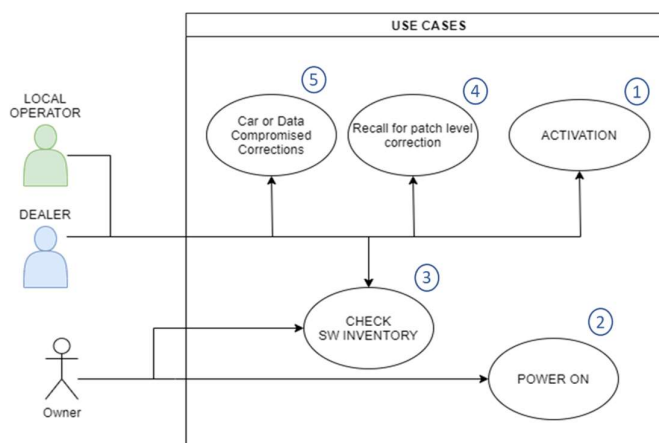 USE CASES
5
4
1
LOCAL
OPERATOR
Car or Data
Compromised
Corrections
Recall for patch level
correction
ACTIVATION
DEALER
3
CHECK
SW INVENTORY
2
POWER ON
Owner